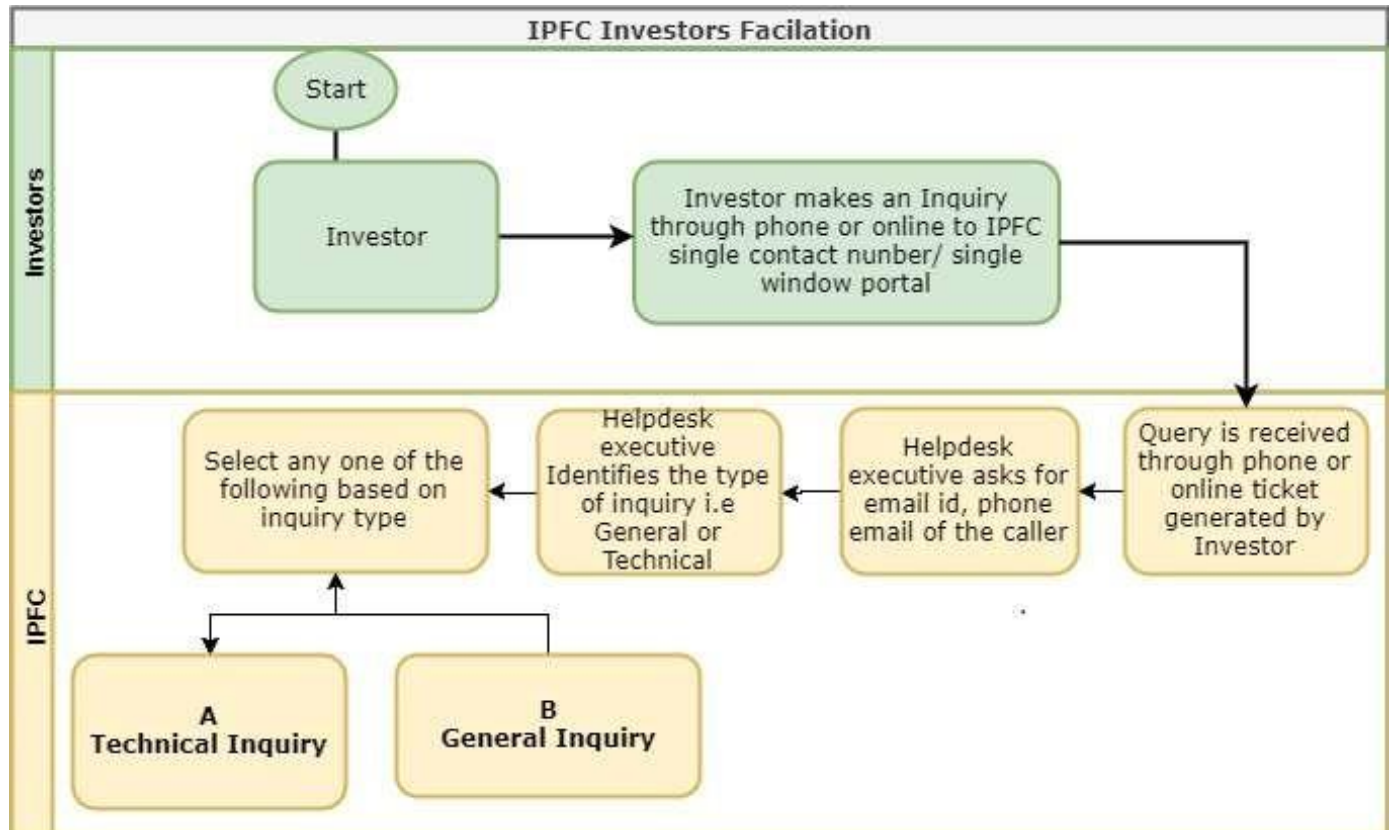 IPFC Investors Facilation
Investors
Start
Investor
Investor makes an Inquiry
through phone or online to IPFC
single contact nunber/ single
window portal
IPFC
Query is received
through phone or
online ticket
generated by
Investor
Helpdesk
executive asks for
email id, phone
email of the caller
Helpdesk
executive
Identifies the type
of inquiry i.e
General or
Technical
Select any one of the
following based on
inquiry type
A
Technical Inquiry
B
General Inquiry